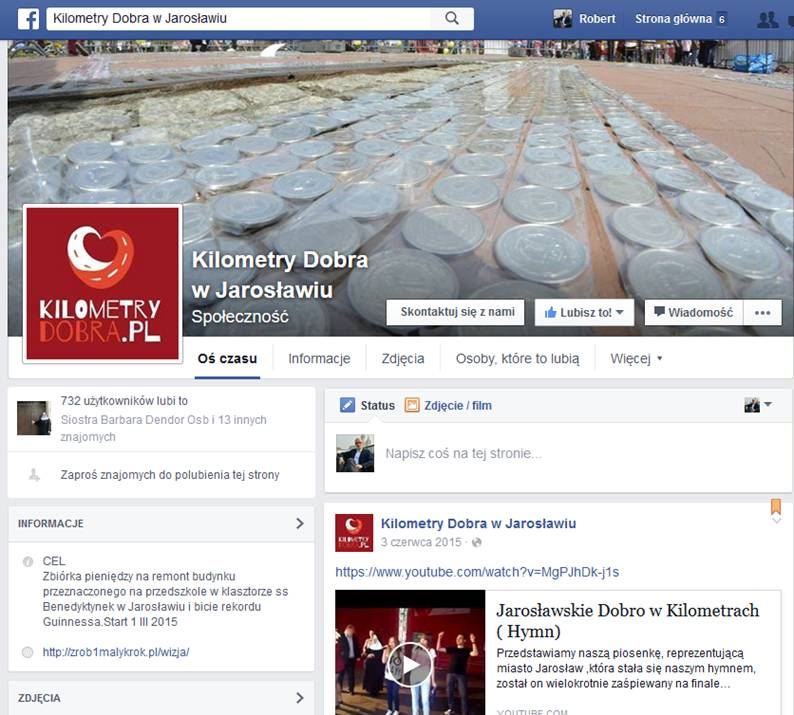 Kilometry Dobra w Jarosławiu
Robert
Strona główna 6
KILOMETRY
DOBRA.PL
Kilometry Dobra
w Jarosławiu
Społeczność
Skontaktuj się z nami
Lubisz to!
Wiadomość
Oś czasu
Informacje
Zdjęcia
Osoby, które to lubią
Więcej
732 użytkowników lubi to
Siostra Barbara Dendor Osb i 13 innych
znajomych
Zaproś znajomych do polubienia tej strony
INFORMACJE
CEL
Zbiórka pieniędzy na remont budynku
przeznaczonego na przedszkole w klasztorze ss
Benedyktynek w Jarosławiu i bicie rekordu
Guinnessa.Start 1 III 2015
http://zrob1malykrok.pl/wizja/
ZDJĘCIA
Status
Zdjęcie / film
Napisz coś na tej stronie...
KILOMETRY
DOBRA.PL
Kilometry Dobra w Jarosławiu
3 czerwca 2015 ·
https://www.youtube.com/watch?v=MgPJhDk-j1s
Jarosławskie Dobro w Kilometrach
( Hymn)
Przedstawiamy naszą piosenkę, reprezentującą
miasto Jarosław ,która stała się naszym hymnem,
został on wielokrotnie zaśpiewany na finale...
YOUTUBE.COM